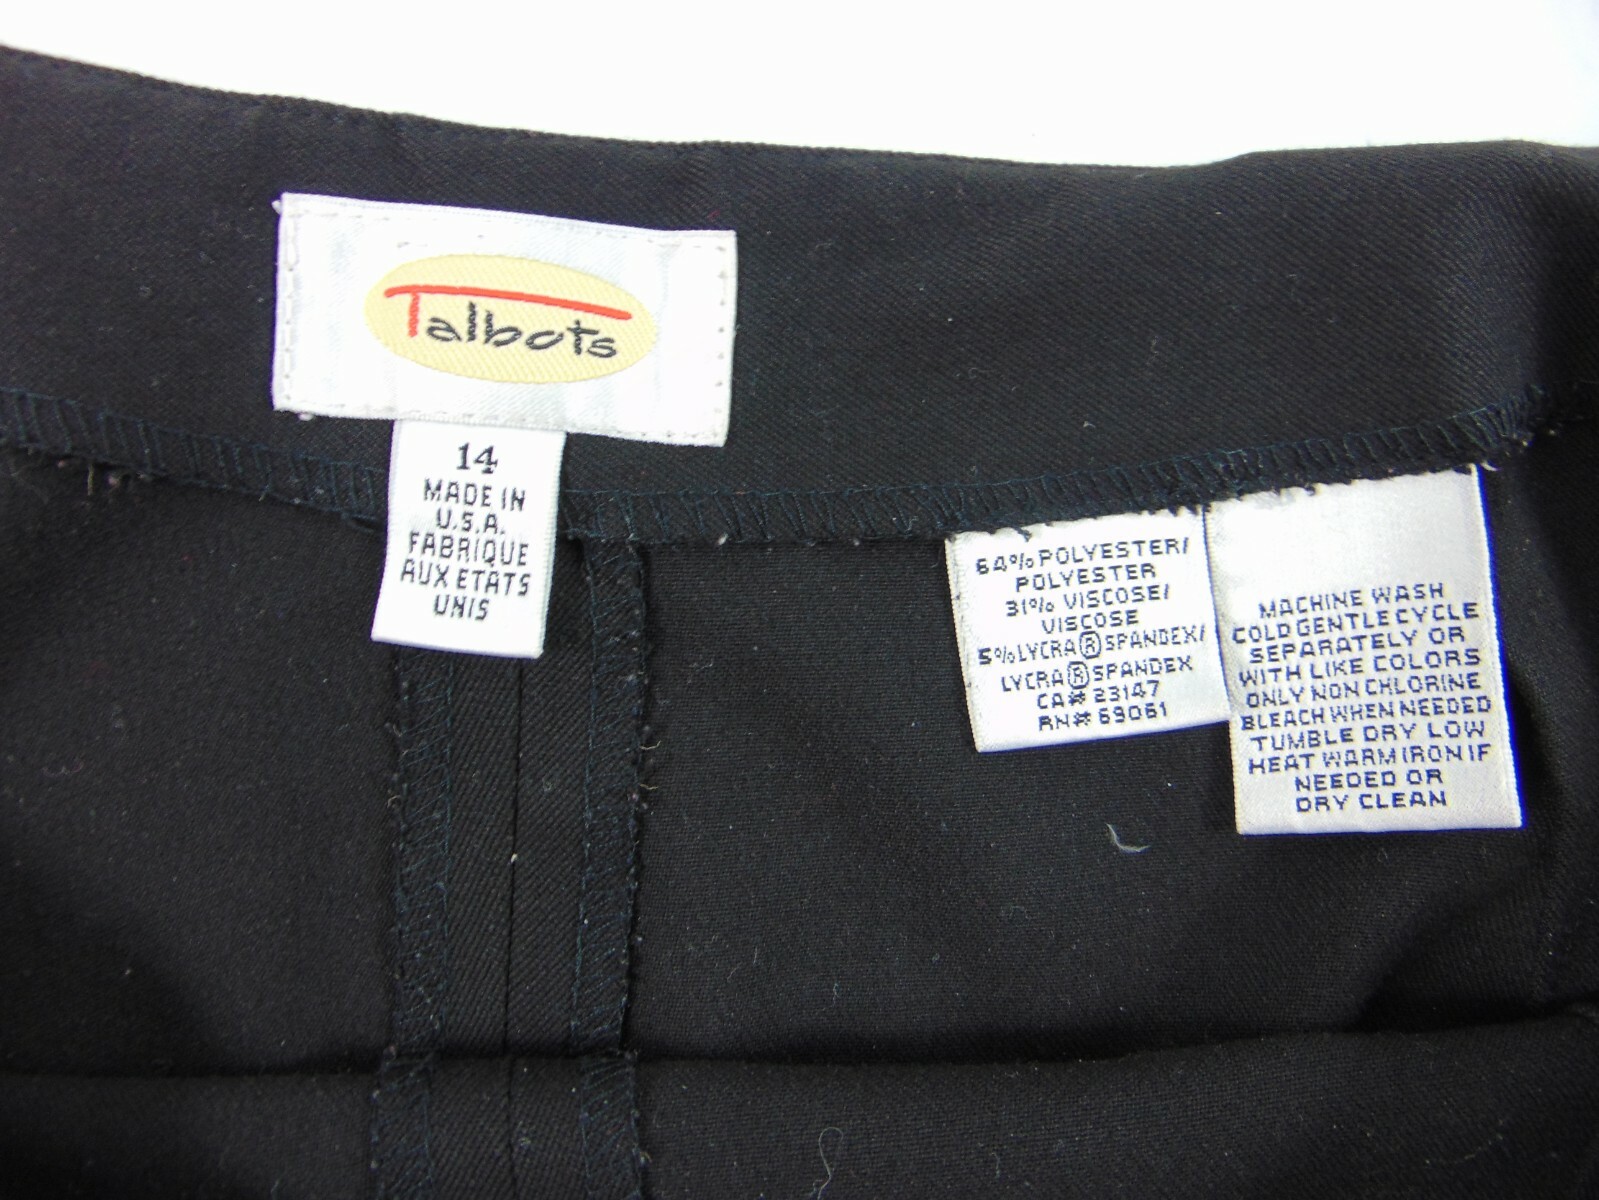 Talbots
14
MADE IN
U.S.A.
FABRIQUE
AUX ETATS
UNIS
64% POLYESTER/
POLYESTER
31% VISCOSE/
VISCOSE
5% LYCRA® SPANDEX/
LYCRA® SPANDEX
CA# 23147
RN# 69061
MACHINE WASH
COLD GENTLE CYCLE
SEPARATELY OR
WITH LIKE COLORS
ONLY NON CHLORINE
BLEACH WHEN NEEDED
TUMBLE DRY LOW
HEAT WARM IRON IF
NEEDED OR
DRY CLEAN